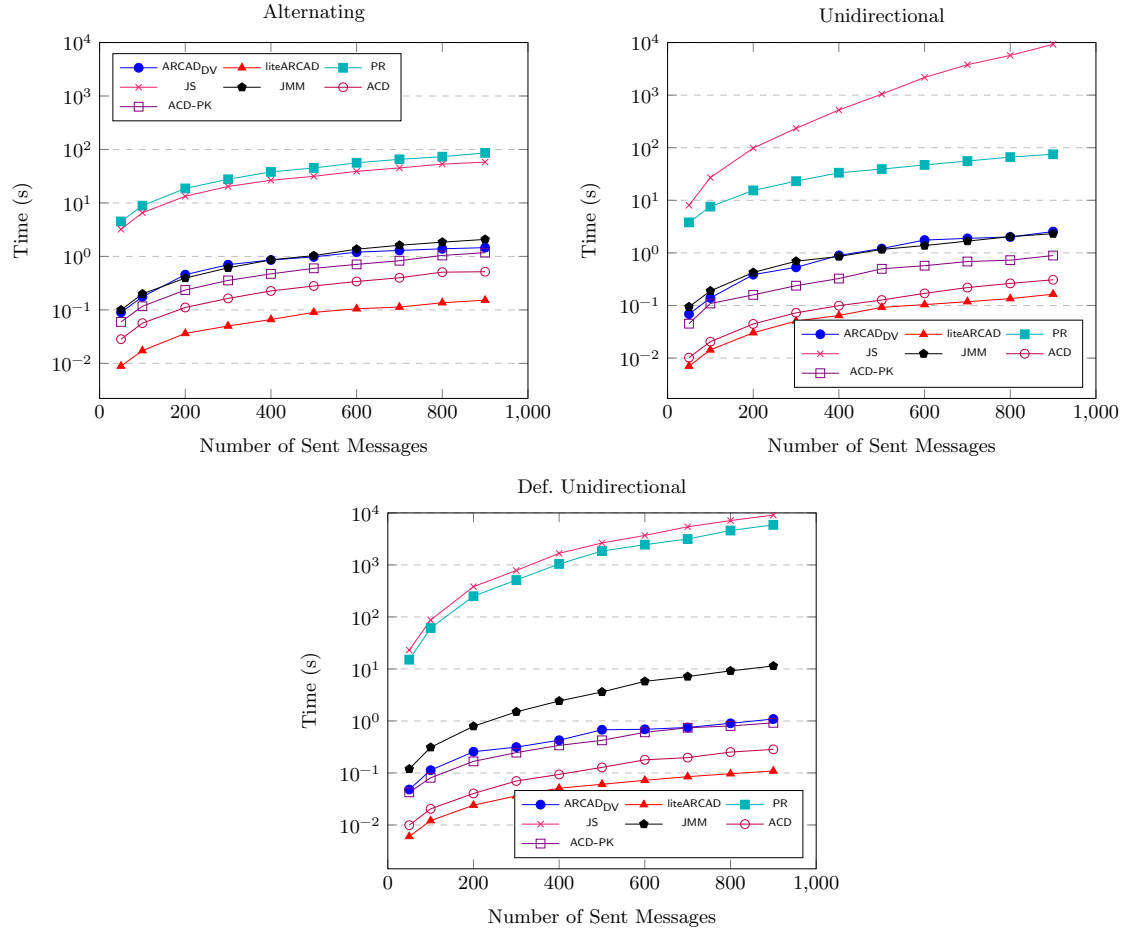 Alternating
10^4
10^3
10^2
10^1
10^0
10^−1
10^−2
Time (s)
ARCAD_DV liteARCAD PR
JS JMM ACD
ACD-PK
0 200 400 600 800 1,000
Number of Sent Messages
Unidirectional
10^4
10^3
10^2
10^1
10^0
10^−1
10^−2
Time (s)
ARCAD_DV liteARCAD PR
JS JMM ACD
ACD-PK
0 200 400 600 800 1,000
Number of Sent Messages
Def. Unidirectional
10^4
10^3
10^2
10^1
10^0
10^−1
10^−2
Time (s)
ARCAD_DV liteARCAD PR
JS JMM ACD
ACD-PK
0 200 400 600 800 1,000
Number of Sent Messages